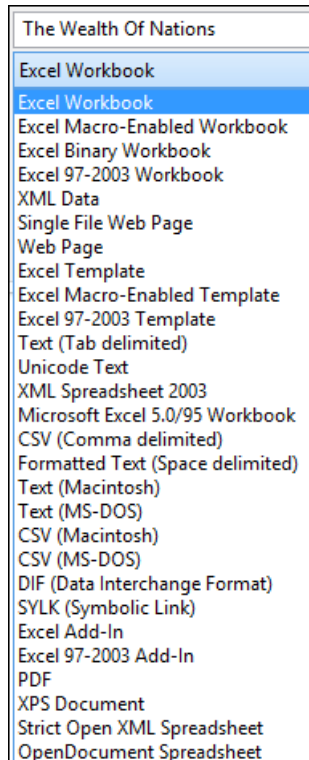 The Wealth Of Nations
Excel Workbook
Excel Workbook
Excel Macro-Enabled Workbook
Excel Binary Workbook
Excel 97-2003 Workbook
XML Data
Single File Web Page
Web Page
Excel Template
Excel Macro-Enabled Template
Excel 97-2003 Template
Text (Tab delimited)
Unicode Text
XML Spreadsheet 2003
Microsoft Excel 5.0/95 Workbook
CSV (Comma delimited)
Formatted Text (Space delimited)
Text (Macintosh)
Text (MS-DOS)
CSV (Macintosh)
CSV (MS-DOS)
DIF (Data Interchange Format)
SYLK (Symbolic Link)
Excel Add-In
Excel 97-2003 Add-In
PDF
XPS Document
Strict Open XML Spreadsheet
OpenDocument Spreadsheet